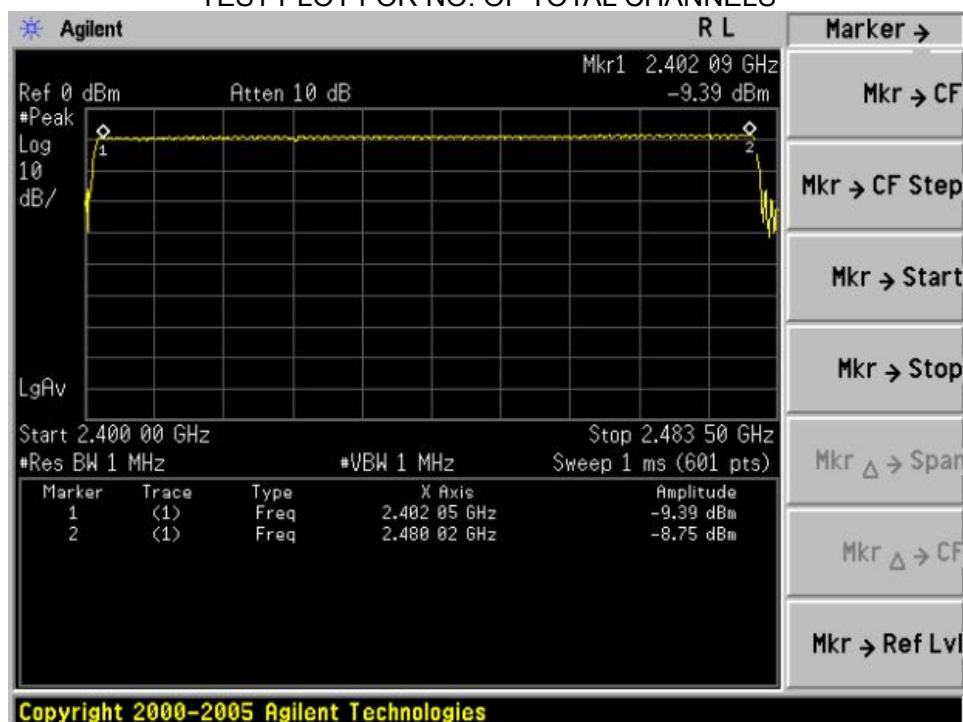 TEST PLOT FOR NO. OF TOTAL CHANNELS
Agilent R L
Mkr1 2.402 09 GHz
Ref 0 dBm Atten 10 dB -9.39 dBm
#Peak
Log
10
dB/
1 2
LgAv
Start 2.400 00 GHz Stop 2.483 50 GHz
#Res BW 1 MHz #VBW 1 MHz Sweep 1 ms (601 pts)
Marker Trace Type X Axis Amplitude
1 (1) Freq 2.402 05 GHz -9.39 dBm
2 (1) Freq 2.480 02 GHz -8.75 dBm
Copyright 2000-2005 Agilent Technologies
Marker →
Mkr → CF
Mkr → CF Step
Mkr → Start
Mkr → Stop
Mkr Δ → Span
Mkr Δ → CF
Mkr → Ref Lvl